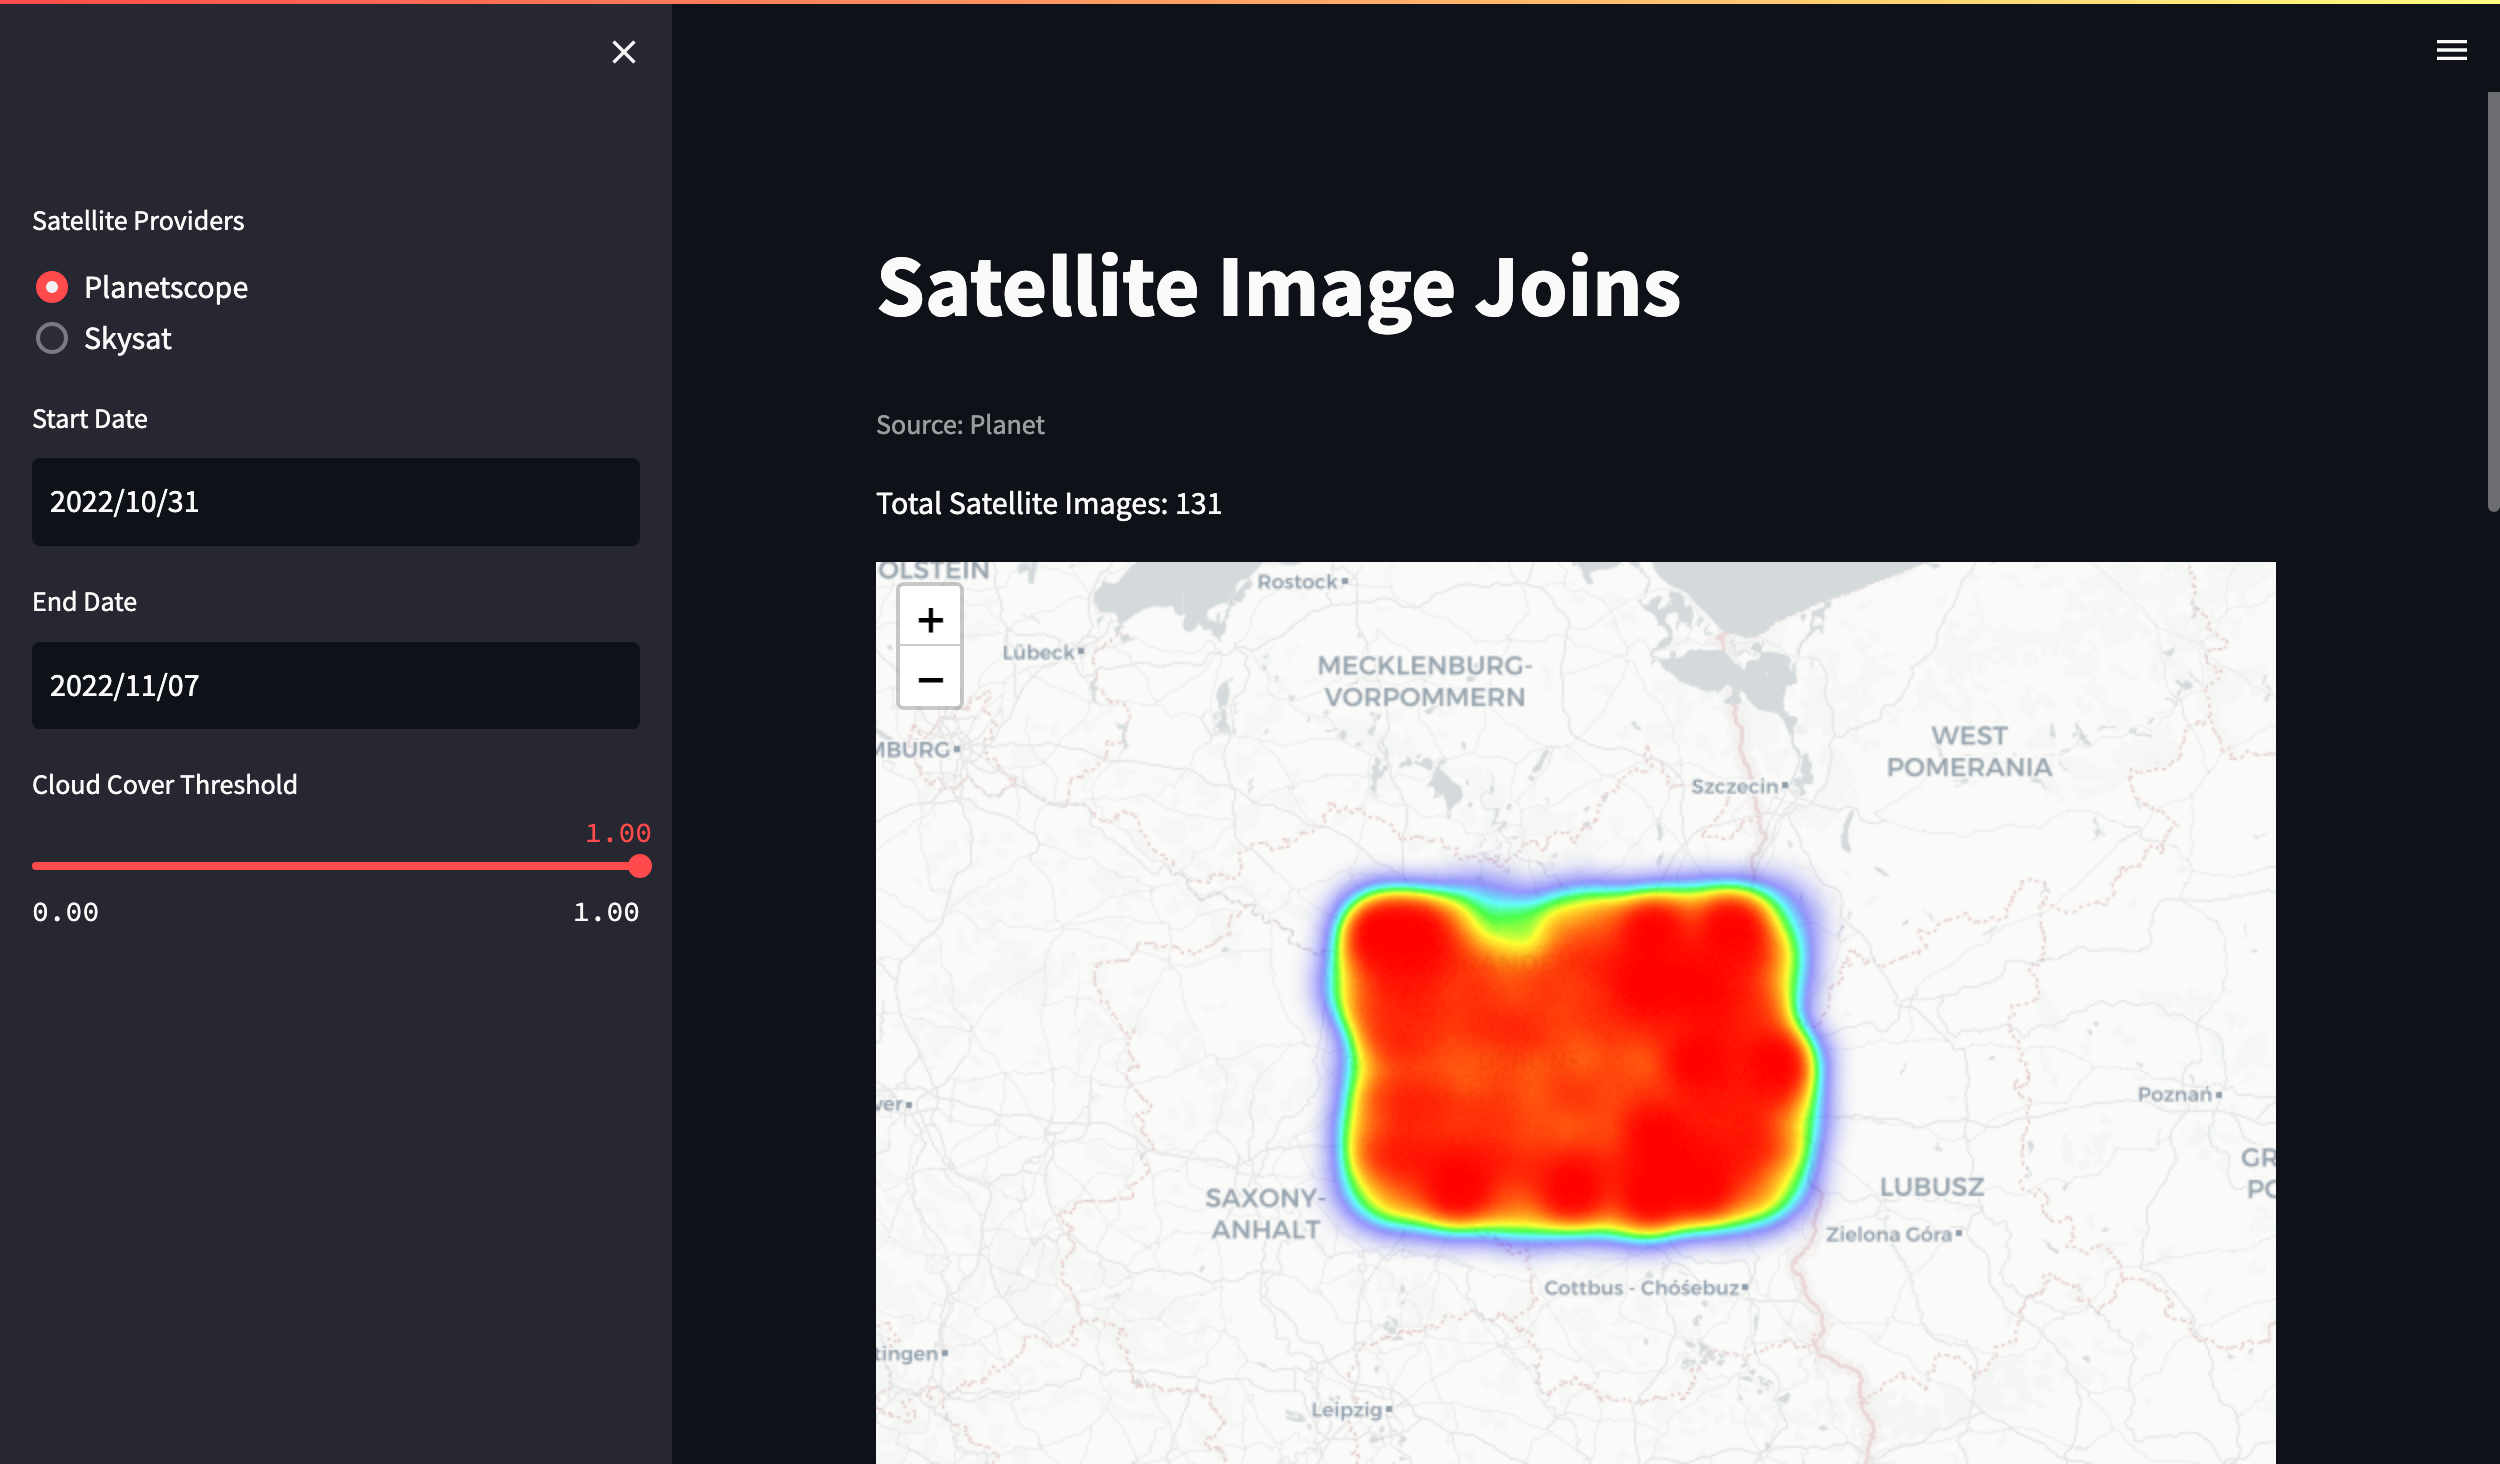 Satellite Providers
Planetscope
Skysat
Start Date
2022/10/31
End Date
2022/11/07
Cloud Cover Threshold
1.00
0.00 1.00
Satellite Image Joins
Source: Planet
Total Satellite Images: 131
OLSTEIN
Rostock
+
Lübeck
MECKLENBURG-
VORPOMMERN
−
MBURG
WEST
POMERANIA
Szczecin
BERLIN
Poznań
ver
GR
PO
SAXONY-
ANHALT
LUBUSZ
Zielona Góra
Cottbus - Chóśebuz
tingen
Leipzig